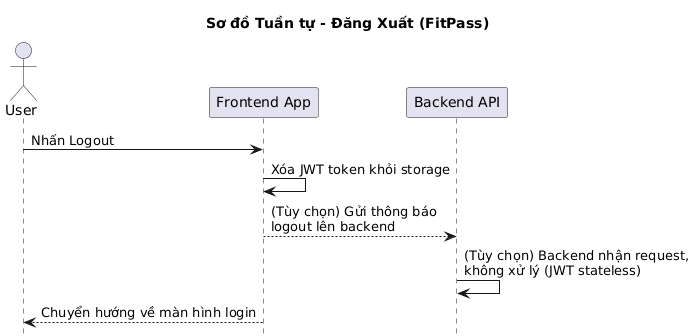 Sơ đồ Tuần tự - Đăng Xuất (FitPass)
User
Frontend App
Backend API
Nhấn Logout
Xóa JWT token khỏi storage
(Tùy chọn) Gửi thông báo
logout lên backend
(Tùy chọn) Backend nhận request,
không xử lý (JWT stateless)
Chuyển hướng về màn hình login